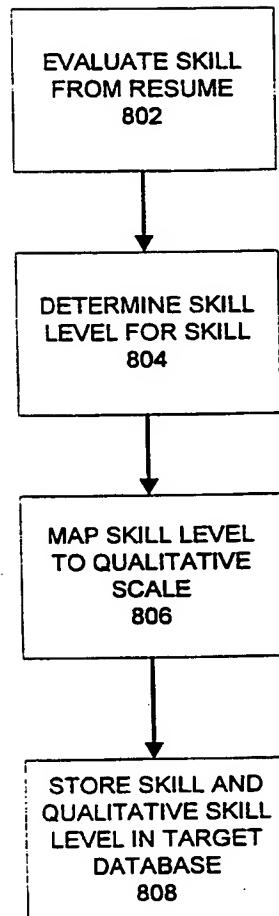 EVALUATE SKILL
FROM RESUME
802
DETERMINE SKILL
LEVEL FOR SKILL
804
MAP SKILL LEVEL
TO QUALITATIVE
SCALE
806
STORE SKILL AND
QUALITATIVE SKILL
LEVEL IN TARGET
DATABASE
808